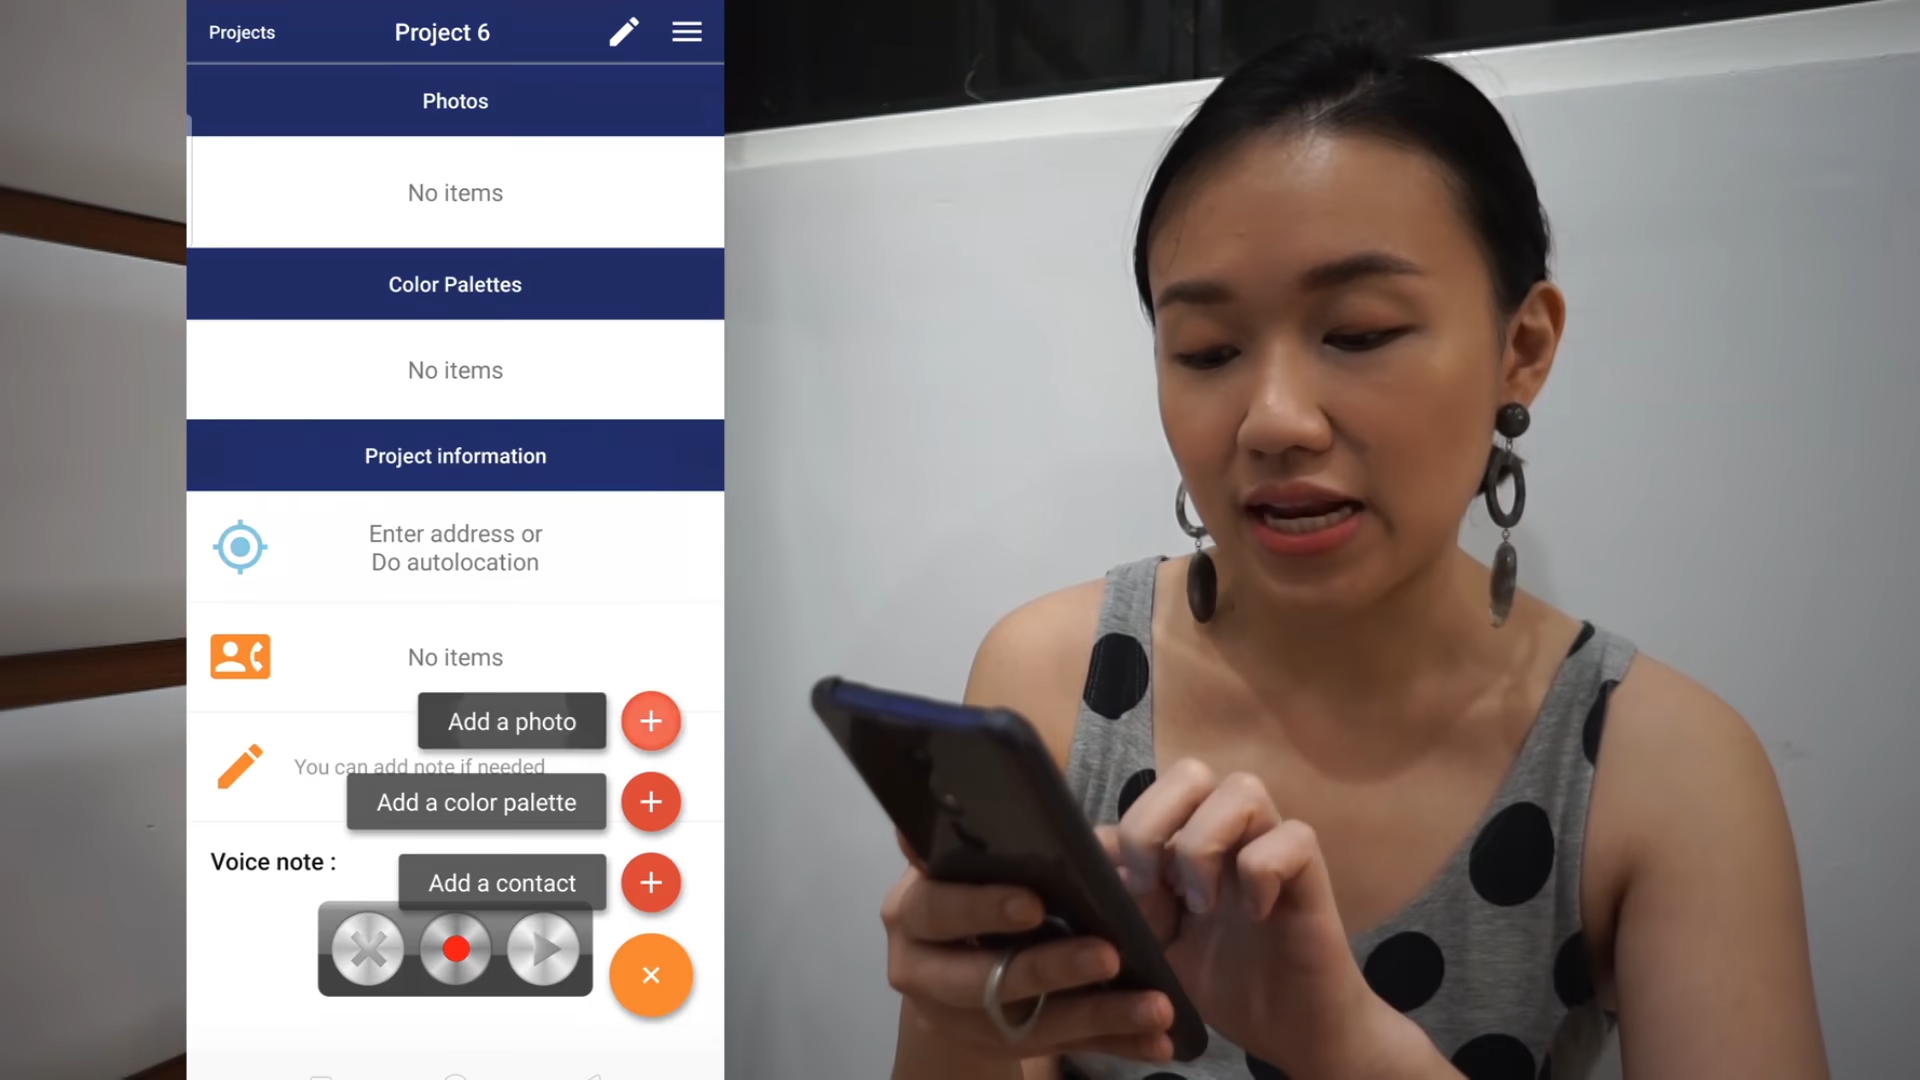 Projects
Project 6
Photos
No items
Color Palettes
No items
Project information
Enter address or
Do autolocation
No items
Add a photo
You can add note if needed
Add a color palette
Voice note :
Add a contact